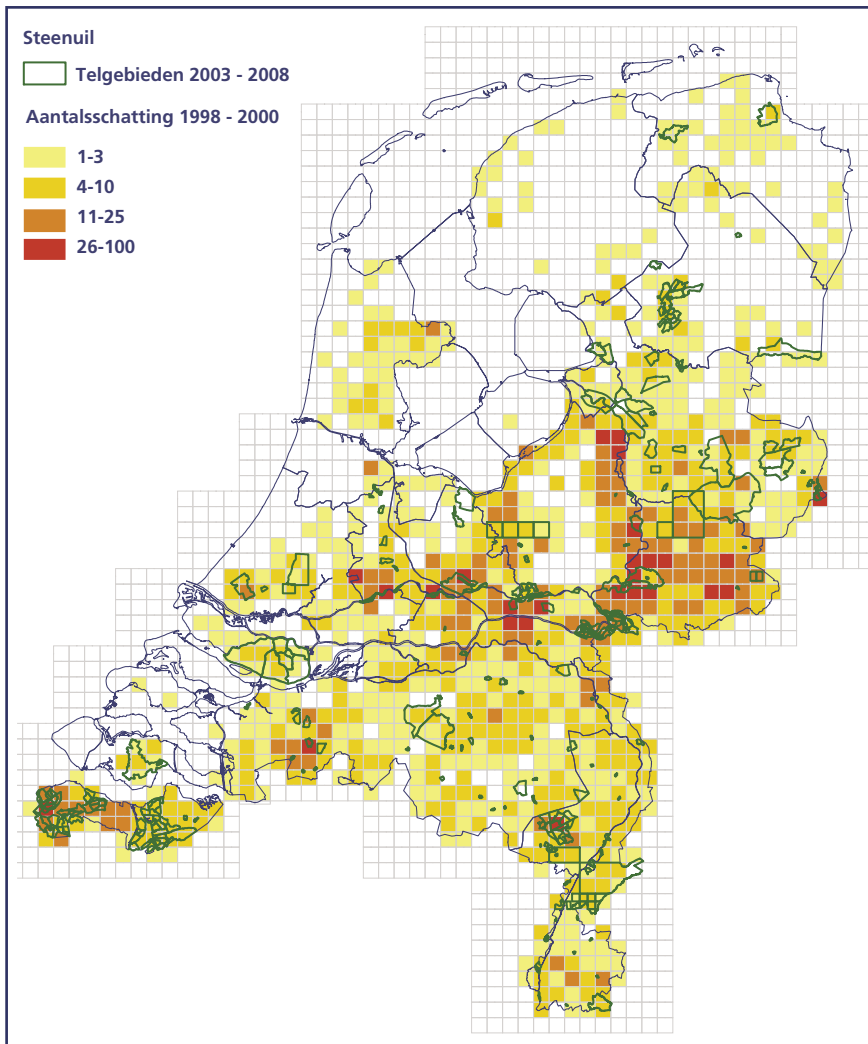 Steenuil
Telgebieden 2003 - 2008
Aantalsschatting 1998 - 2000
1-3
4-10
11-25
26-100